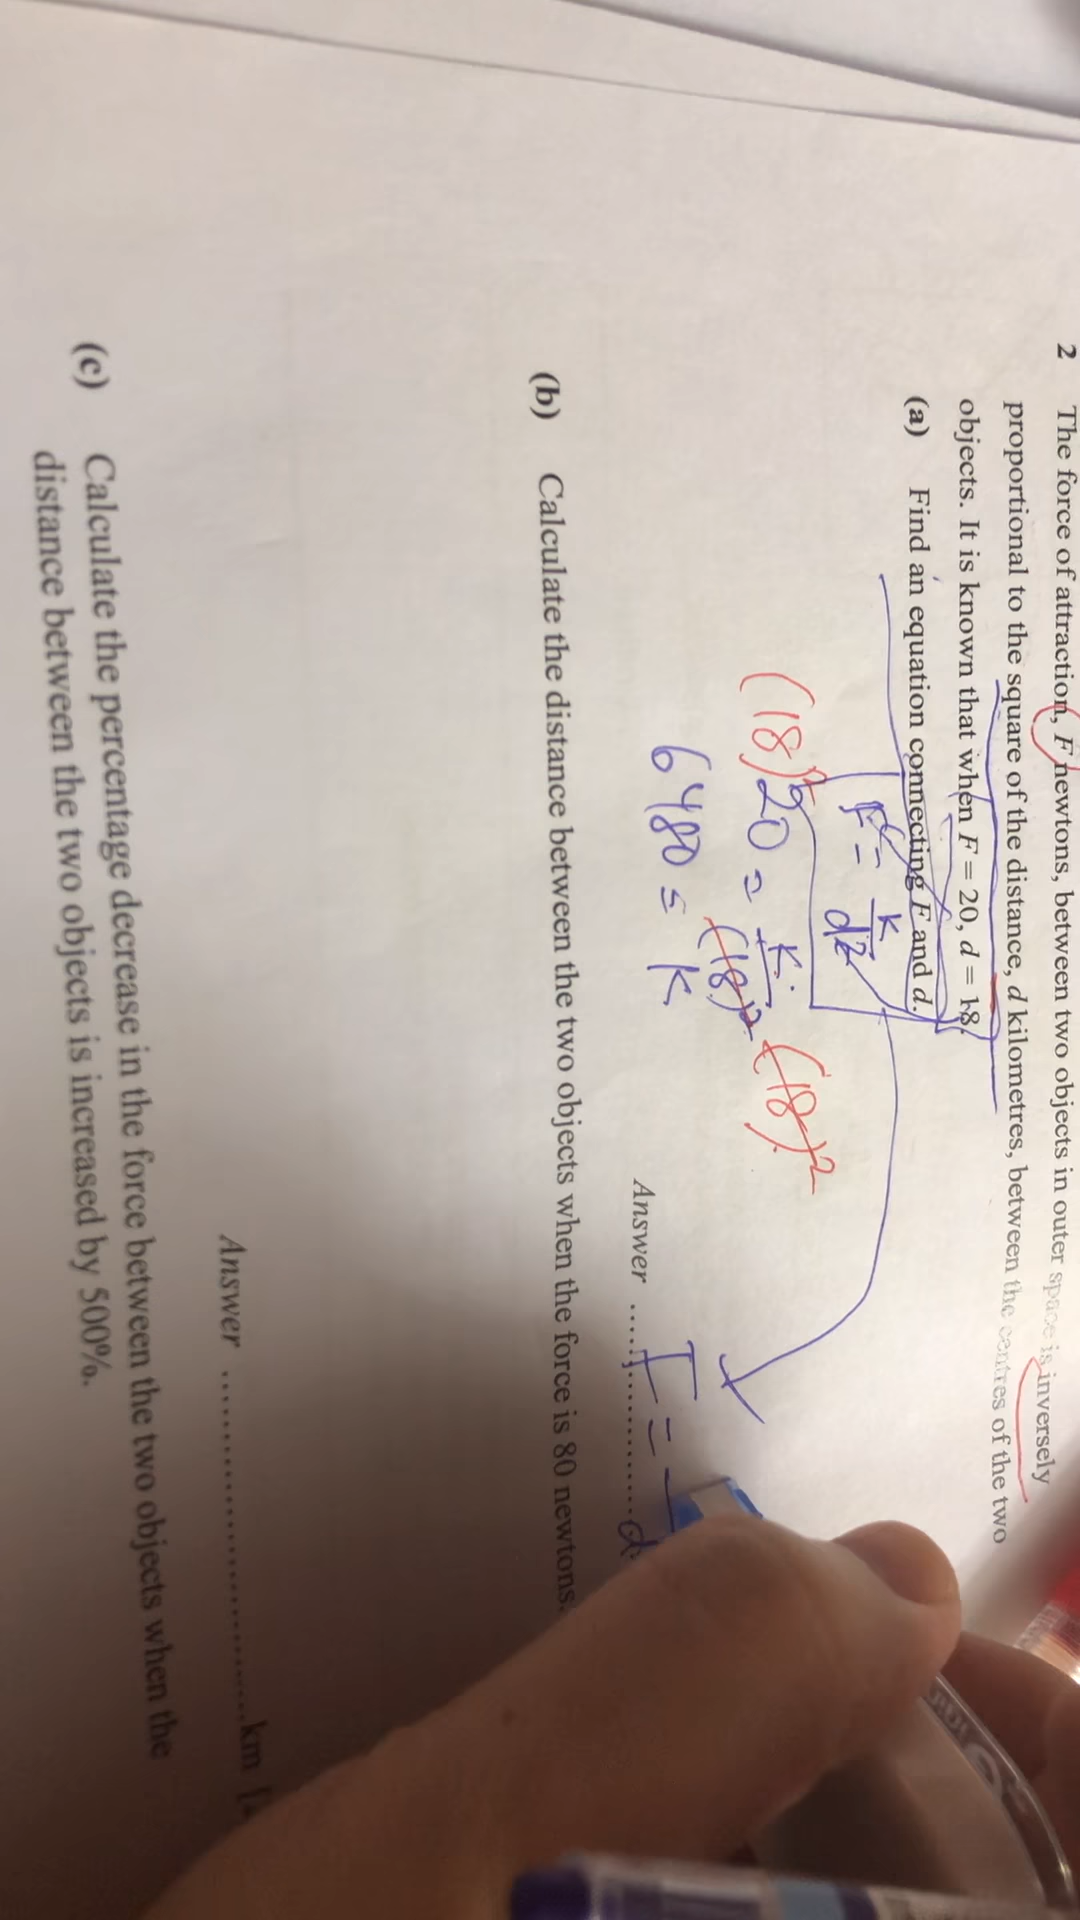 2 The force of attraction, F newtons, between two objects in outer space is inversely
proportional to the square of the distance, d kilometres, between the centres of the two
objects. It is known that when F = 20, d = 18.
(a) Find an equation connecting F and d.
F = k/d²
(18)² 20 = k/(18)² (18)²
6480 = k
Answer ........ F =
(b) Calculate the distance between the two objects when the force is 80 newtons.
Answer ........................ km
(c) Calculate the percentage decrease in the force between the two objects when the
distance between the two objects is increased by 500%.